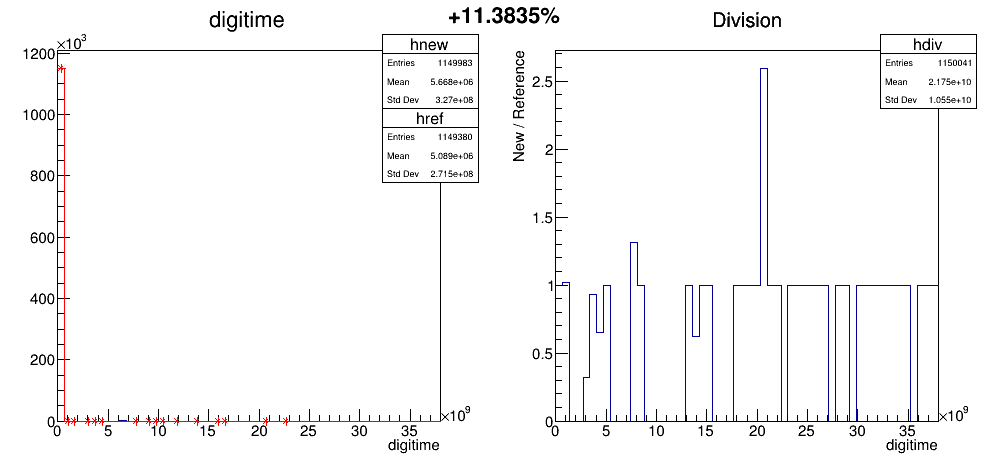 +11.3835%
digitime
×10³
hnew
Entries 1149983
Mean 5.668e+06
Std Dev 3.27e+08
href
Entries 1149380
Mean 5.089e+06
Std Dev 2.715e+08
1200
1000
800
600
400
200
0
0 5 10 15 20 25 30 35
×10⁹
digitime
Division
hdiv
Entries 1150041
Mean 2.175e+10
Std Dev 1.055e+10
New / Reference
2.5
2
1.5
1
0.5
0
0 5 10 15 20 25 30 35
×10⁹
digitime